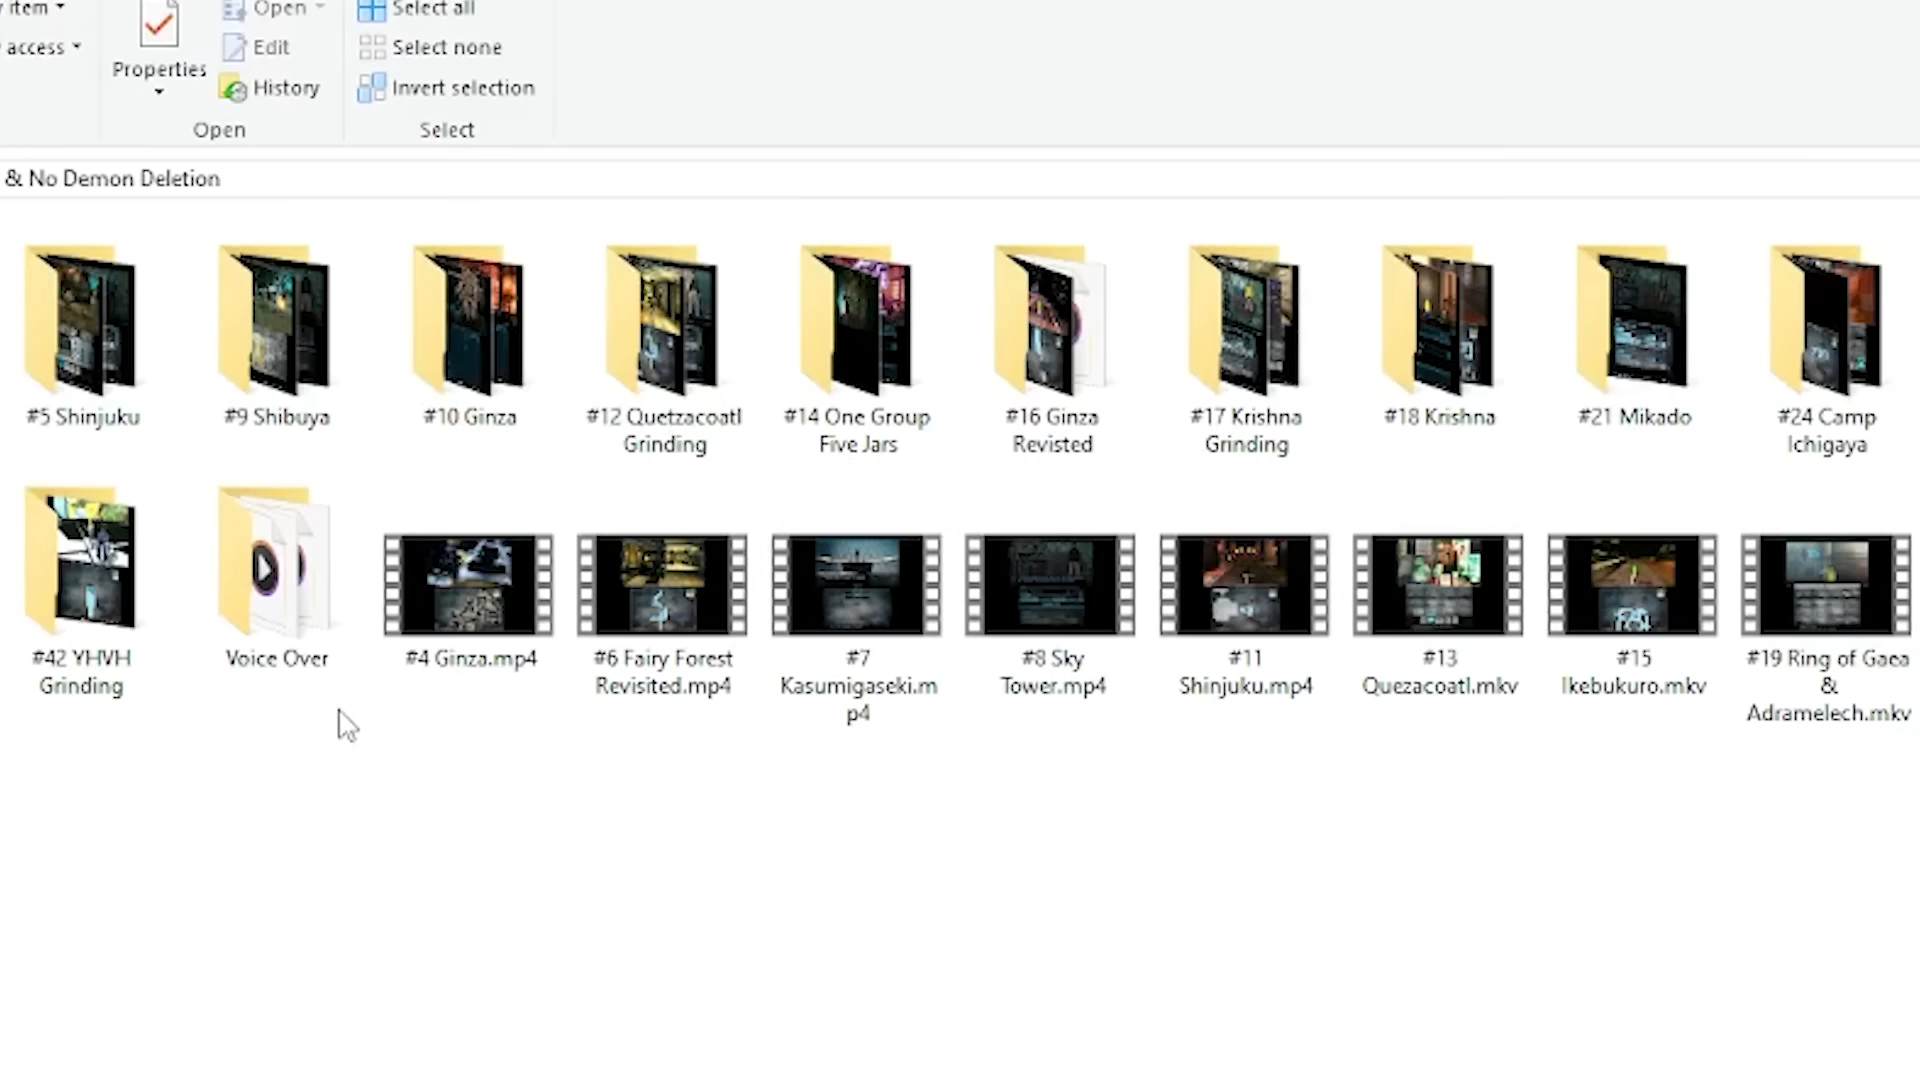 item
Open
Select all
access
Properties
Edit
Select none
History
Invert selection
Open
Select
& No Demon Deletion
#5 Shinjuku
#9 Shibuya
#10 Ginza
#12 Quetzacoatl
Grinding
#14 One Group
Five Jars
#16 Ginza
Revisted
#17 Krishna
Grinding
#18 Krishna
#21 Mikado
#24 Camp
Ichigaya
#42 YHVH
Grinding
Voice Over
#4 Ginza.mp4
#6 Fairy Forest
Revisited.mp4
#7
Kasumigaseki.m
p4
#8 Sky
Tower.mp4
#11
Shinjuku.mp4
#13
Quezacoatl.mkv
#15
Ikebukuro.mkv
#19 Ring of Gaea
&
Adramelech.mkv